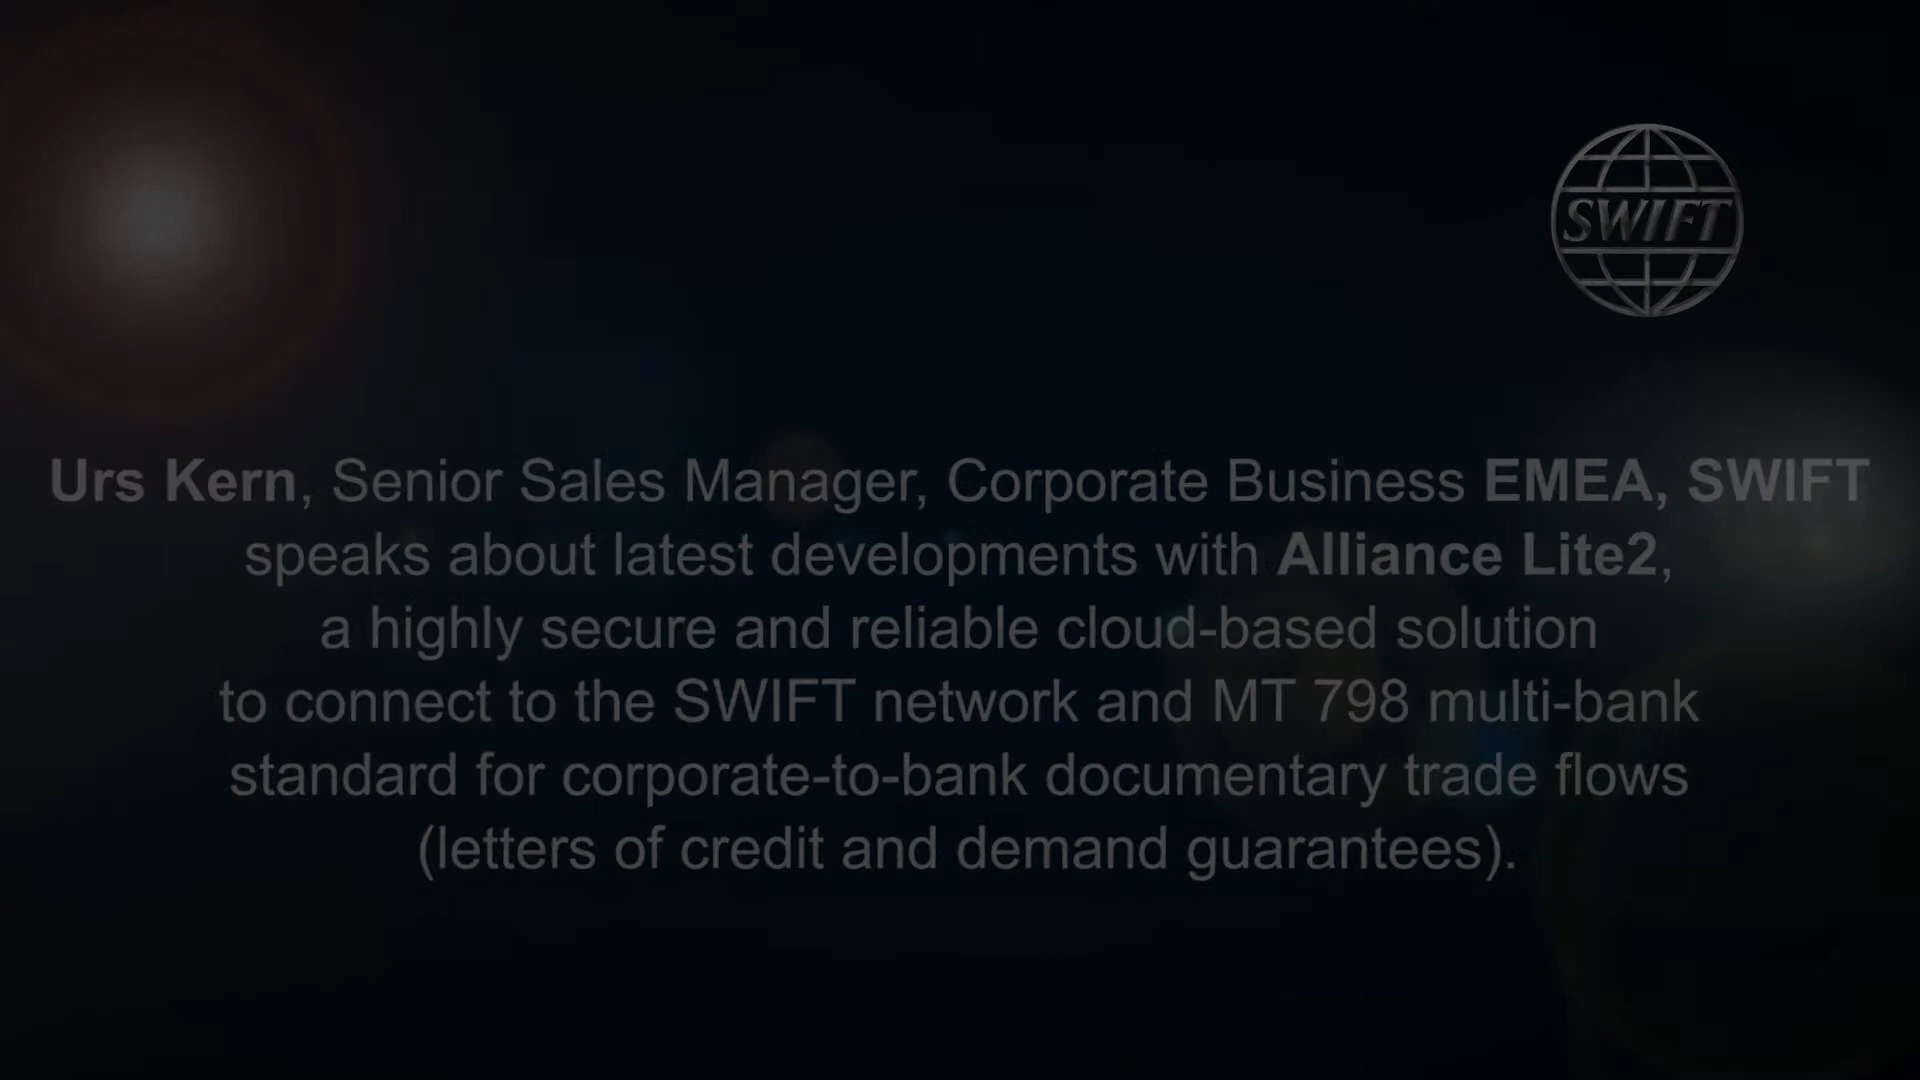 SWIFT
Urs Kern, Senior Sales Manager, Corporate Business EMEA, SWIFT
speaks about latest developments with Alliance Lite2,
a highly secure and reliable cloud-based solution
to connect to the SWIFT network and MT 798 multi-bank
standard for corporate-to-bank documentary trade flows
(letters of credit and demand guarantees).